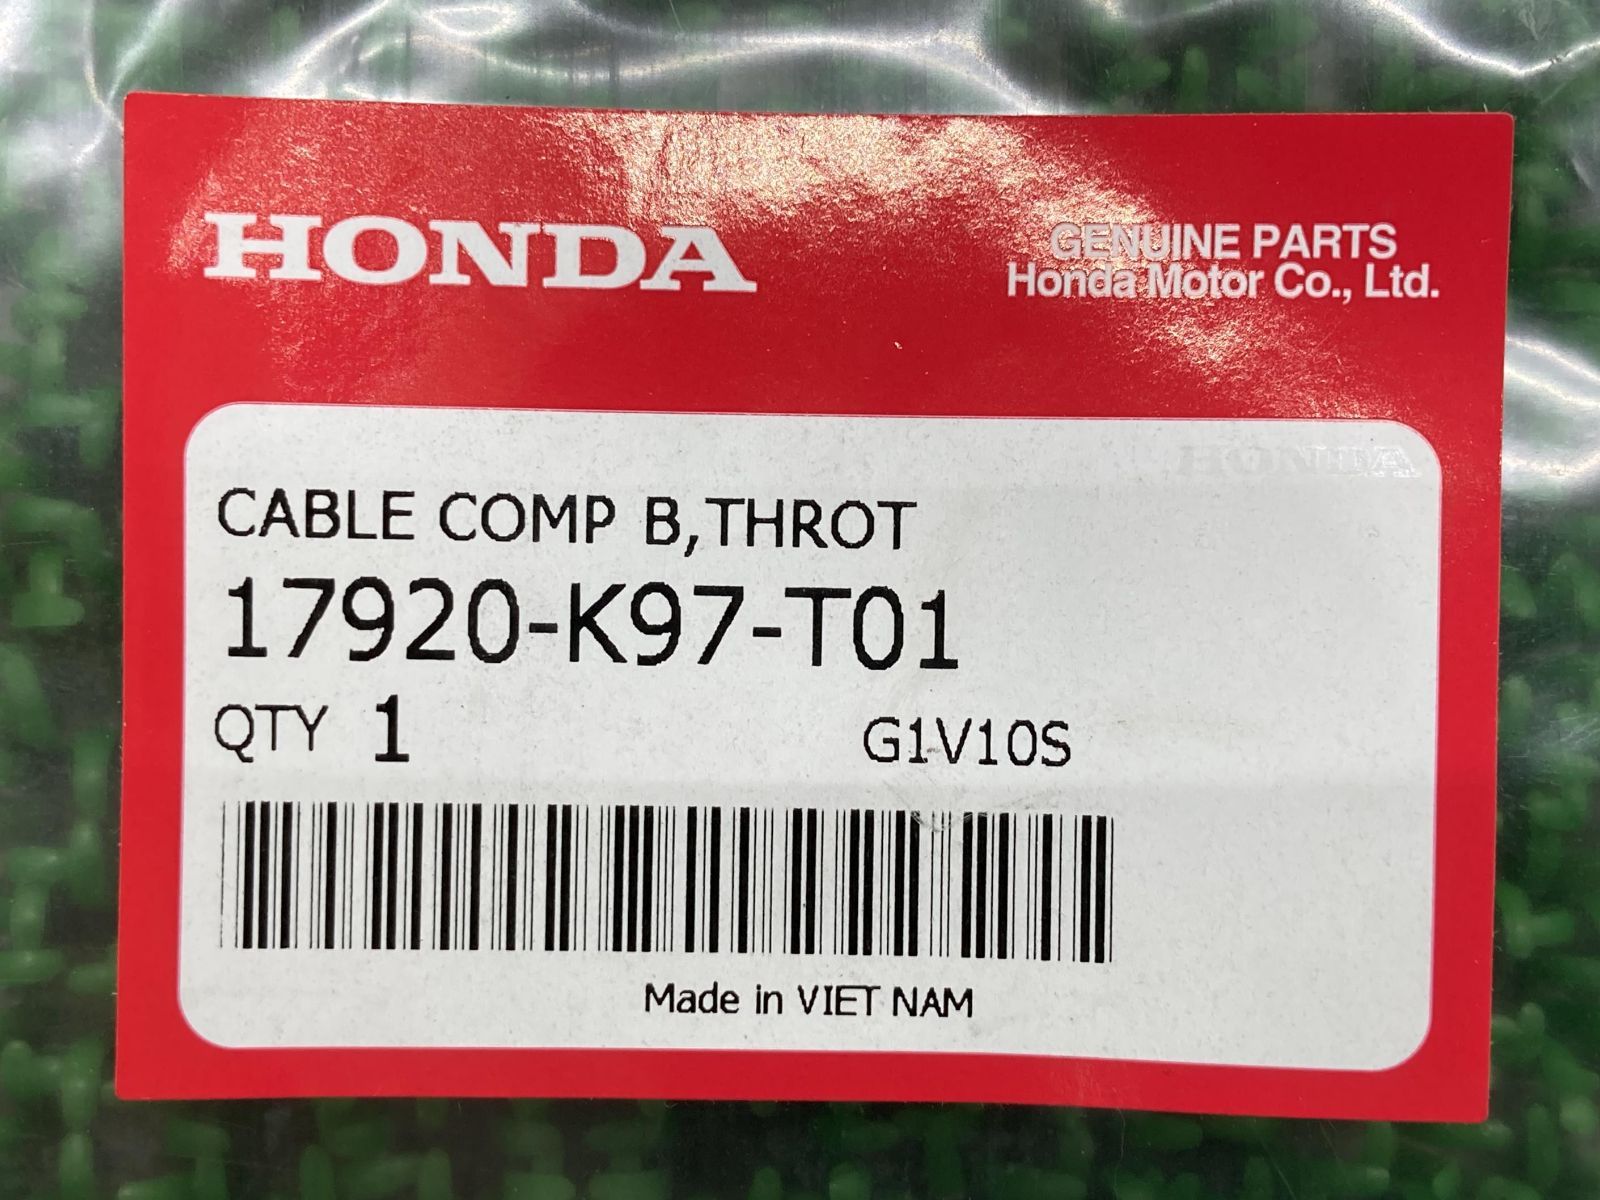 HONDA
GENUINE PARTS
Honda Motor Co., Ltd.
HONDA
CABLE COMP B,THROT
17920-K97-T01
QTY 1 G1V10S
Made in VIET NAM